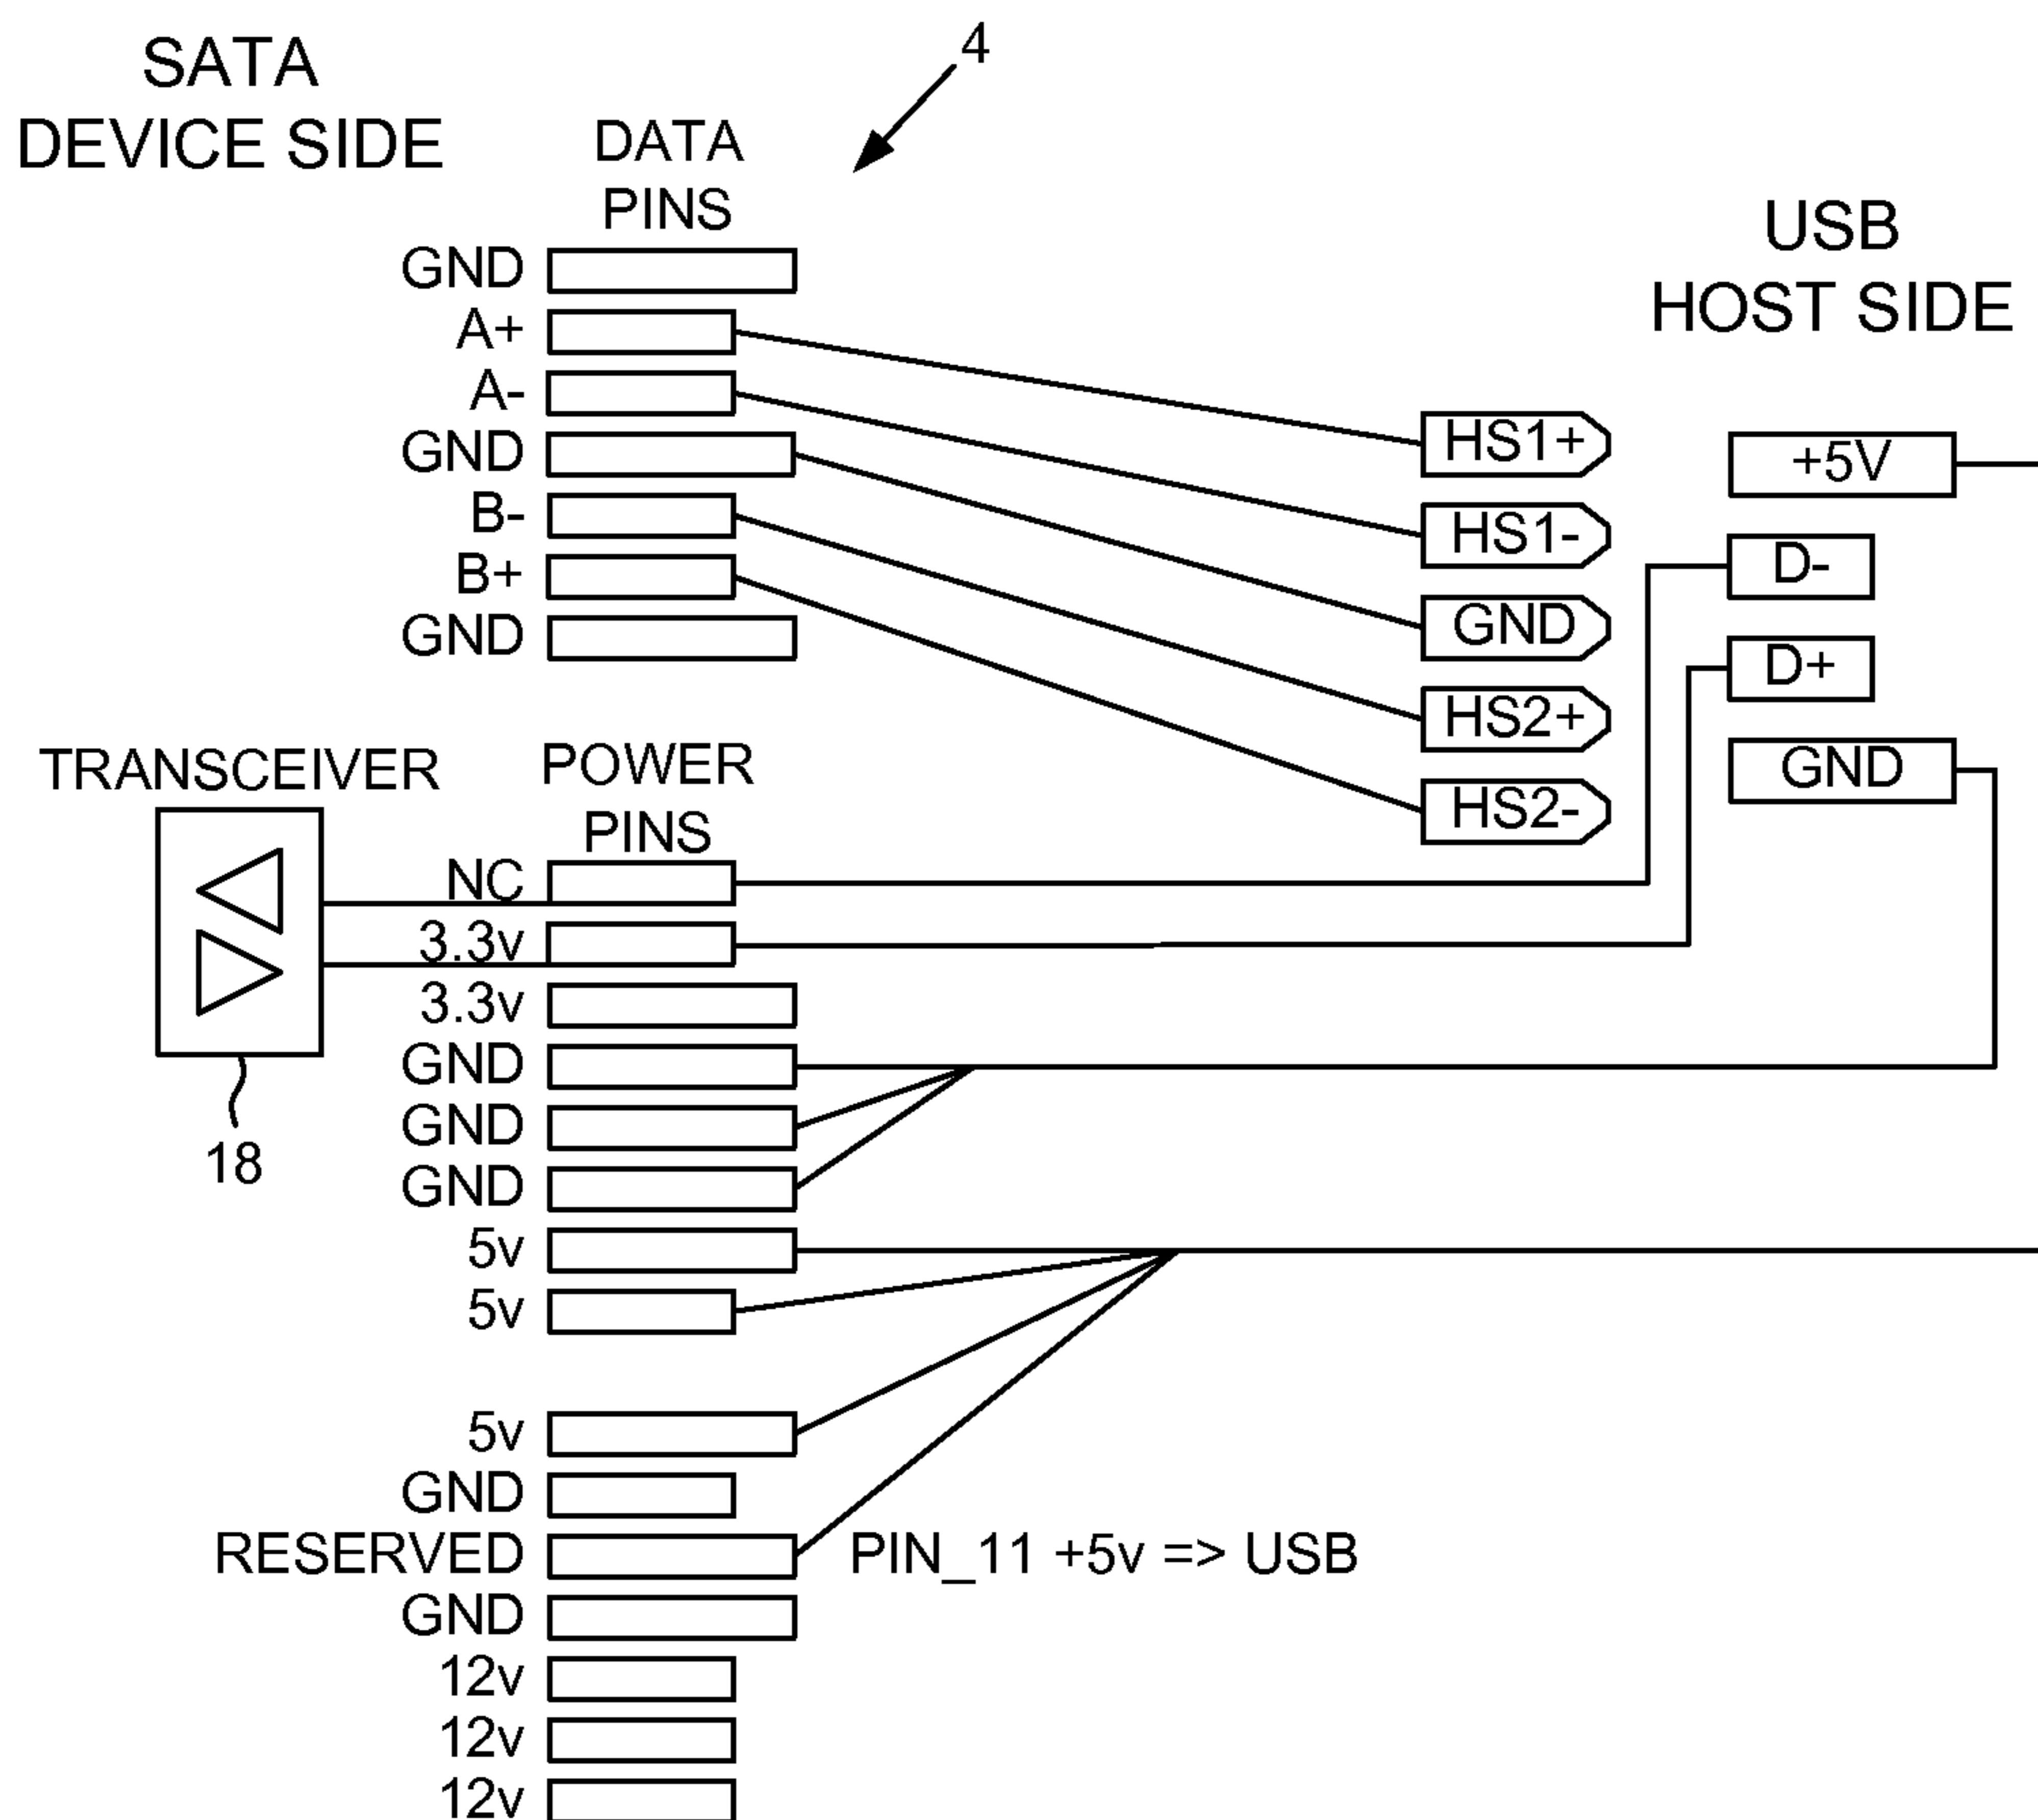 4
SATA
DEVICE SIDE
DATA
PINS
USB
HOST SIDE
GND
A+
A-
GND
B-
B+
GND
HS1+
HS1-
GND
HS2+
HS2-
+5V
D-
D+
GND
TRANSCEIVER
POWER
PINS
NC
3.3v
3.3v
GND
GND
GND
5v
5v
5v
GND
RESERVED
PIN_11 +5v => USB
GND
12v
12v
12v
18